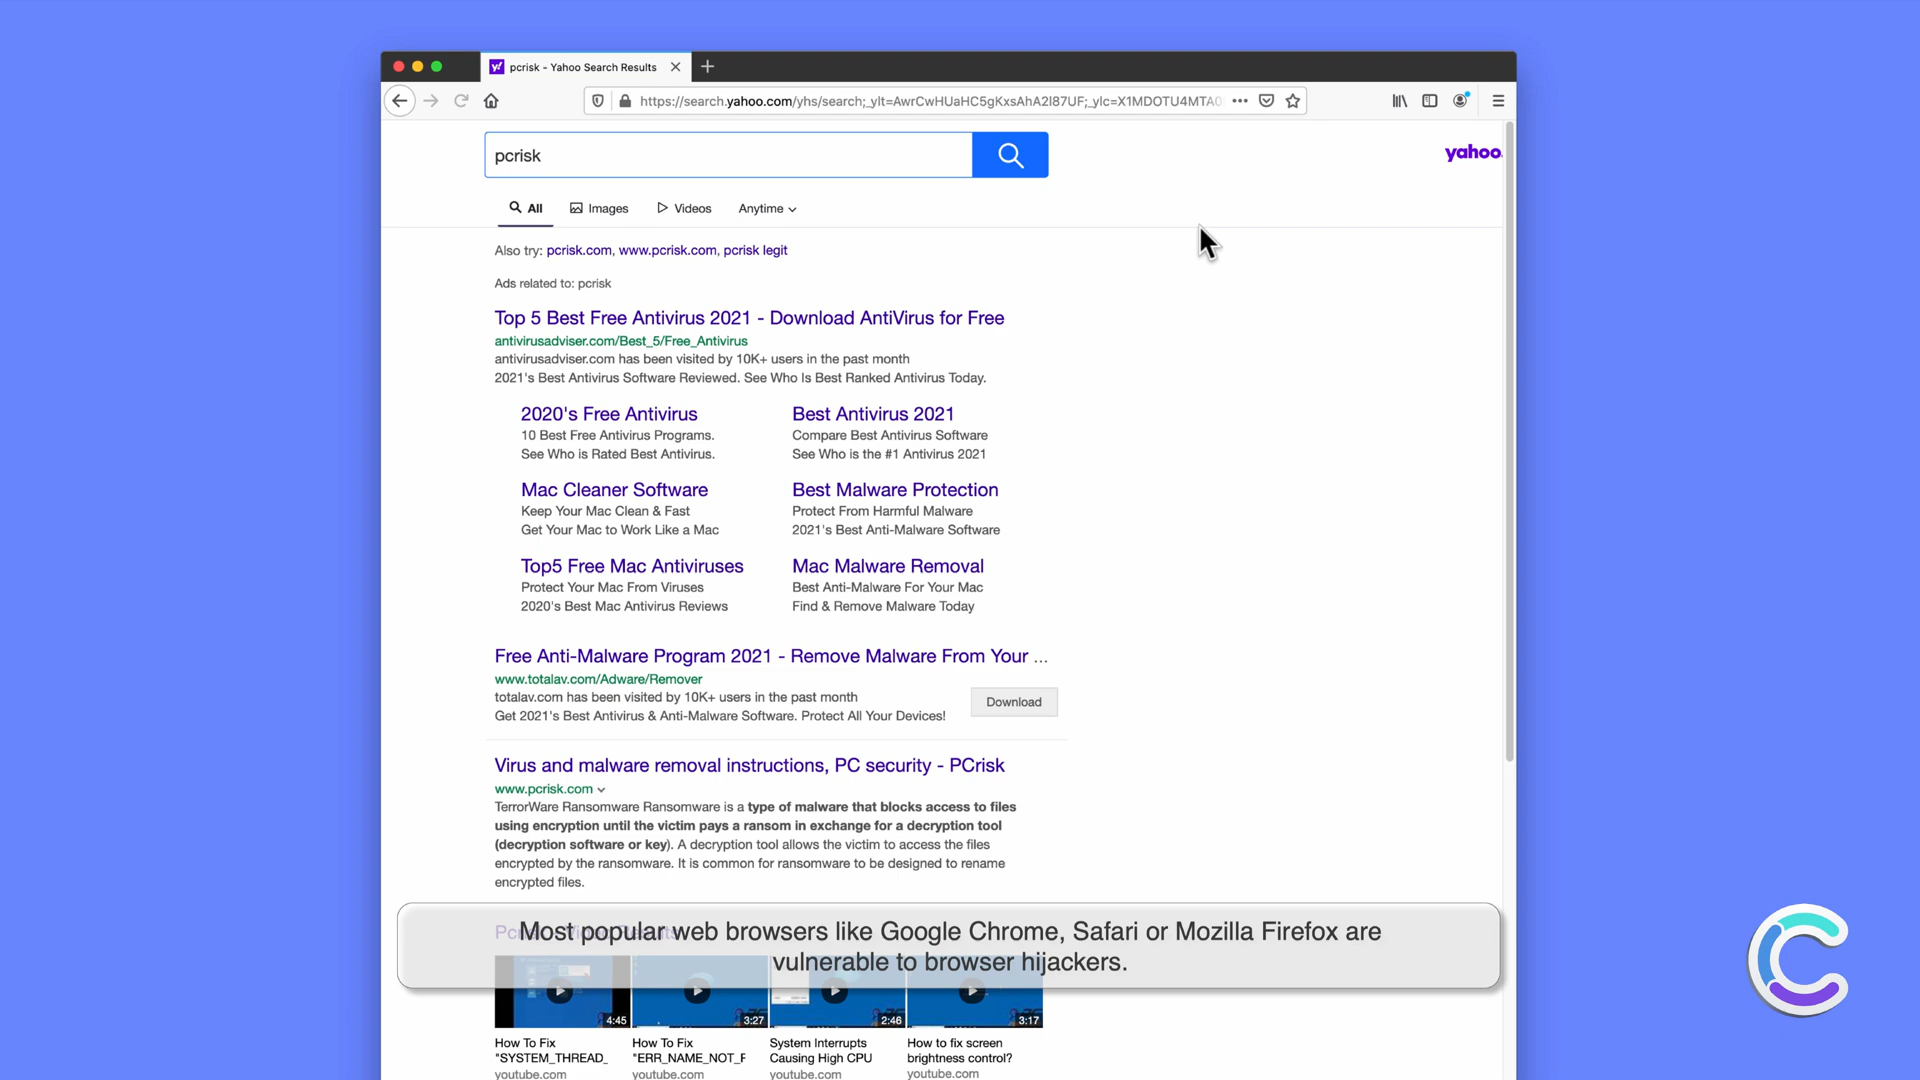 pcrisk - Yahoo Search Results
https://search.yahoo.com/yhs/search;_ylt=AwrCwHUaHC5gKxsAhA2l87UF;_ylc=X1MDOTU4MTA0
pcrisk
yahoo
All Images Videos Anytime
Also try: pcrisk.com, www.pcrisk.com, pcrisk legit
Ads related to: pcrisk
Top 5 Best Free Antivirus 2021 - Download AntiVirus for Free
antivirusadviser.com/Best_5/Free_Antivirus
antivirusadviser.com has been visited by 10K+ users in the past month
2021's Best Antivirus Software Reviewed. See Who Is Best Ranked Antivirus Today.
2020's Free Antivirus
10 Best Free Antivirus Programs.
See Who is Rated Best Antivirus.
Best Antivirus 2021
Compare Best Antivirus Software
See Who is the #1 Antivirus 2021
Mac Cleaner Software
Keep Your Mac Clean & Fast
Get Your Mac to Work Like a Mac
Best Malware Protection
Protect From Harmful Malware
2021's Best Anti-Malware Software
Top5 Free Mac Antiviruses
Protect Your Mac From Viruses
2020's Best Mac Antivirus Reviews
Mac Malware Removal
Best Anti-Malware For Your Mac
Find & Remove Malware Today
Free Anti-Malware Program 2021 - Remove Malware From Your ...
www.totalav.com/Adware/Remover
totalav.com has been visited by 10K+ users in the past month
Get 2021's Best Antivirus & Anti-Malware Software. Protect All Your Devices!
Download
Virus and malware removal instructions, PC security - PCrisk
www.pcrisk.com
TerrorWare Ransomware Ransomware is a type of malware that blocks access to files
using encryption until the victim pays a ransom in exchange for a decryption tool
(decryption software or key). A decryption tool allows the victim to access the files
encrypted by the ransomware. It is common for ransomware to be designed to rename
encrypted files.
Most popular web browsers like Google Chrome, Safari or Mozilla Firefox are
vulnerable to browser hijackers.
4:45
3:27
2:46
3:17
How To Fix
"SYSTEM_THREAD_
youtube.com
How To Fix
"ERR_NAME_NOT_F
youtube.com
System Interrupts
Causing High CPU
youtube.com
How to fix screen
brightness control?
youtube.com